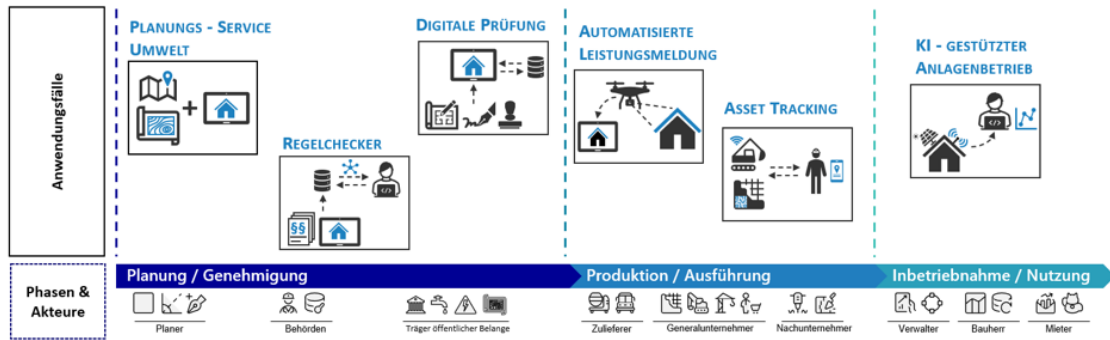 Anwendungsfälle
PLANUNGS - SERVICE
UMWELT
REGELCHECKER
§§
DIGITALE PRÜFUNG
AUTOMATISIERTE
LEISTUNGSMELDUNG
ASSET TRACKING
KI - GESTÜTZTER
ANLAGENBETRIEB
Phasen &
Akteure
Planung / Genehmigung
Produktion / Ausführung
Inbetriebnahme / Nutzung
Planer
Behörden
Träger öffentlicher Belange
Zulieferer
Generalunternehmer
Nachunternehmer
Verwalter
Bauherr
Mieter